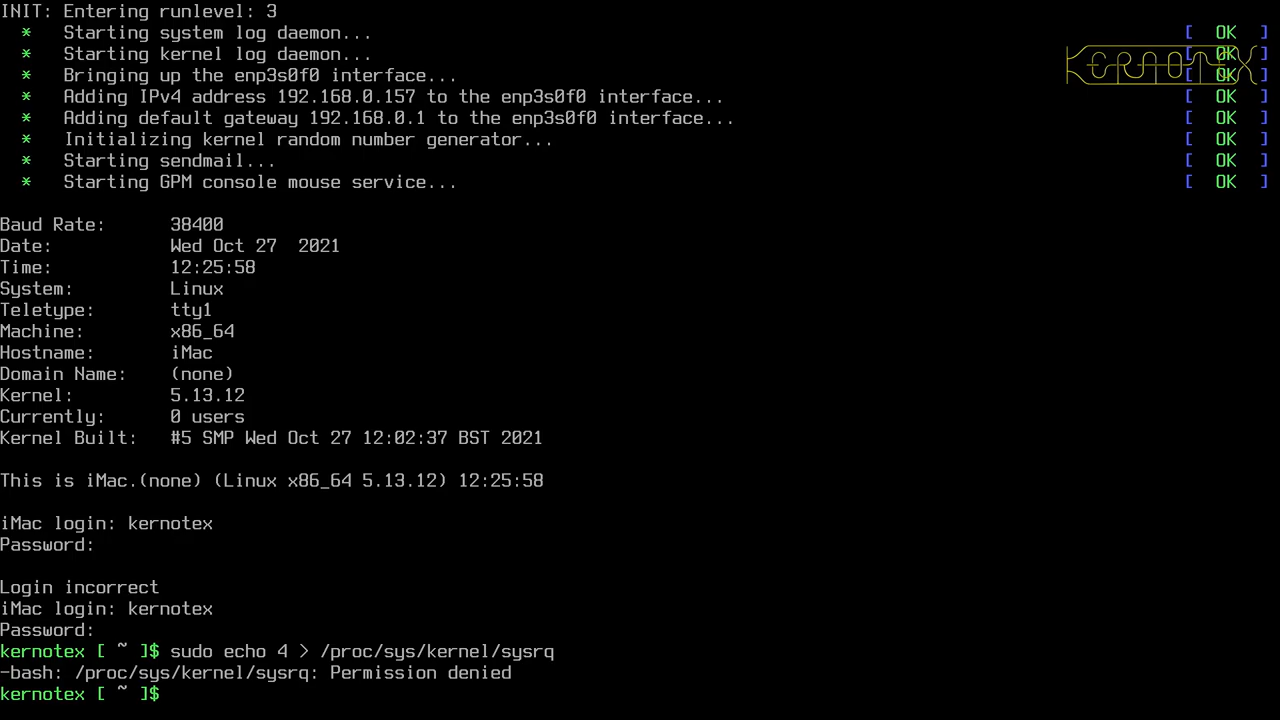 INIT: Entering runlevel: 3
* Starting system log daemon... [ OK ]
* Starting kernel log daemon... [ OK ]
* Bringing up the enp3s0f0 interface... [ OK ]
* Adding IPv4 address 192.168.0.157 to the enp3s0f0 interface... [ OK ]
* Adding default gateway 192.168.0.1 to the enp3s0f0 interface... [ OK ]
* Initializing kernel random number generator... [ OK ]
* Starting sendmail... [ OK ]
* Starting GPM console mouse service... [ OK ]
KERNOTEX
Baud Rate: 38400
Date: Wed Oct 27 2021
Time: 12:25:58
System: Linux
Teletype: tty1
Machine: x86_64
Hostname: iMac
Domain Name: (none)
Kernel: 5.13.12
Currently: 0 users
Kernel Built: #5 SMP Wed Oct 27 12:02:37 BST 2021
This is iMac.(none) (Linux x86_64 5.13.12) 12:25:58
iMac login: kernotex
Password:
Login incorrect
iMac login: kernotex
Password:
kernotex [ ~ ]$ sudo echo 4 > /proc/sys/kernel/sysrq
-bash: /proc/sys/kernel/sysrq: Permission denied
kernotex [ ~ ]$